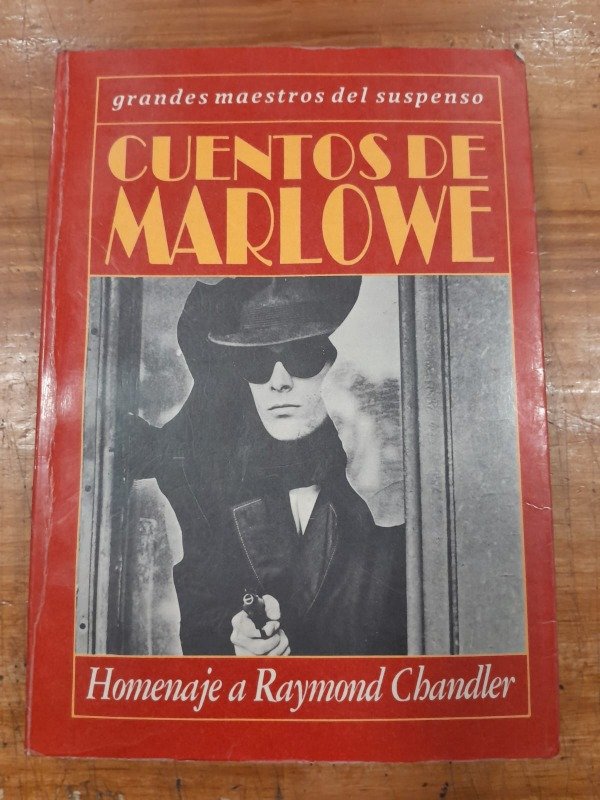 grandes maestros del suspenso
CUENTOS DE
MARLOWE
Homenaje a Raymond Chandler